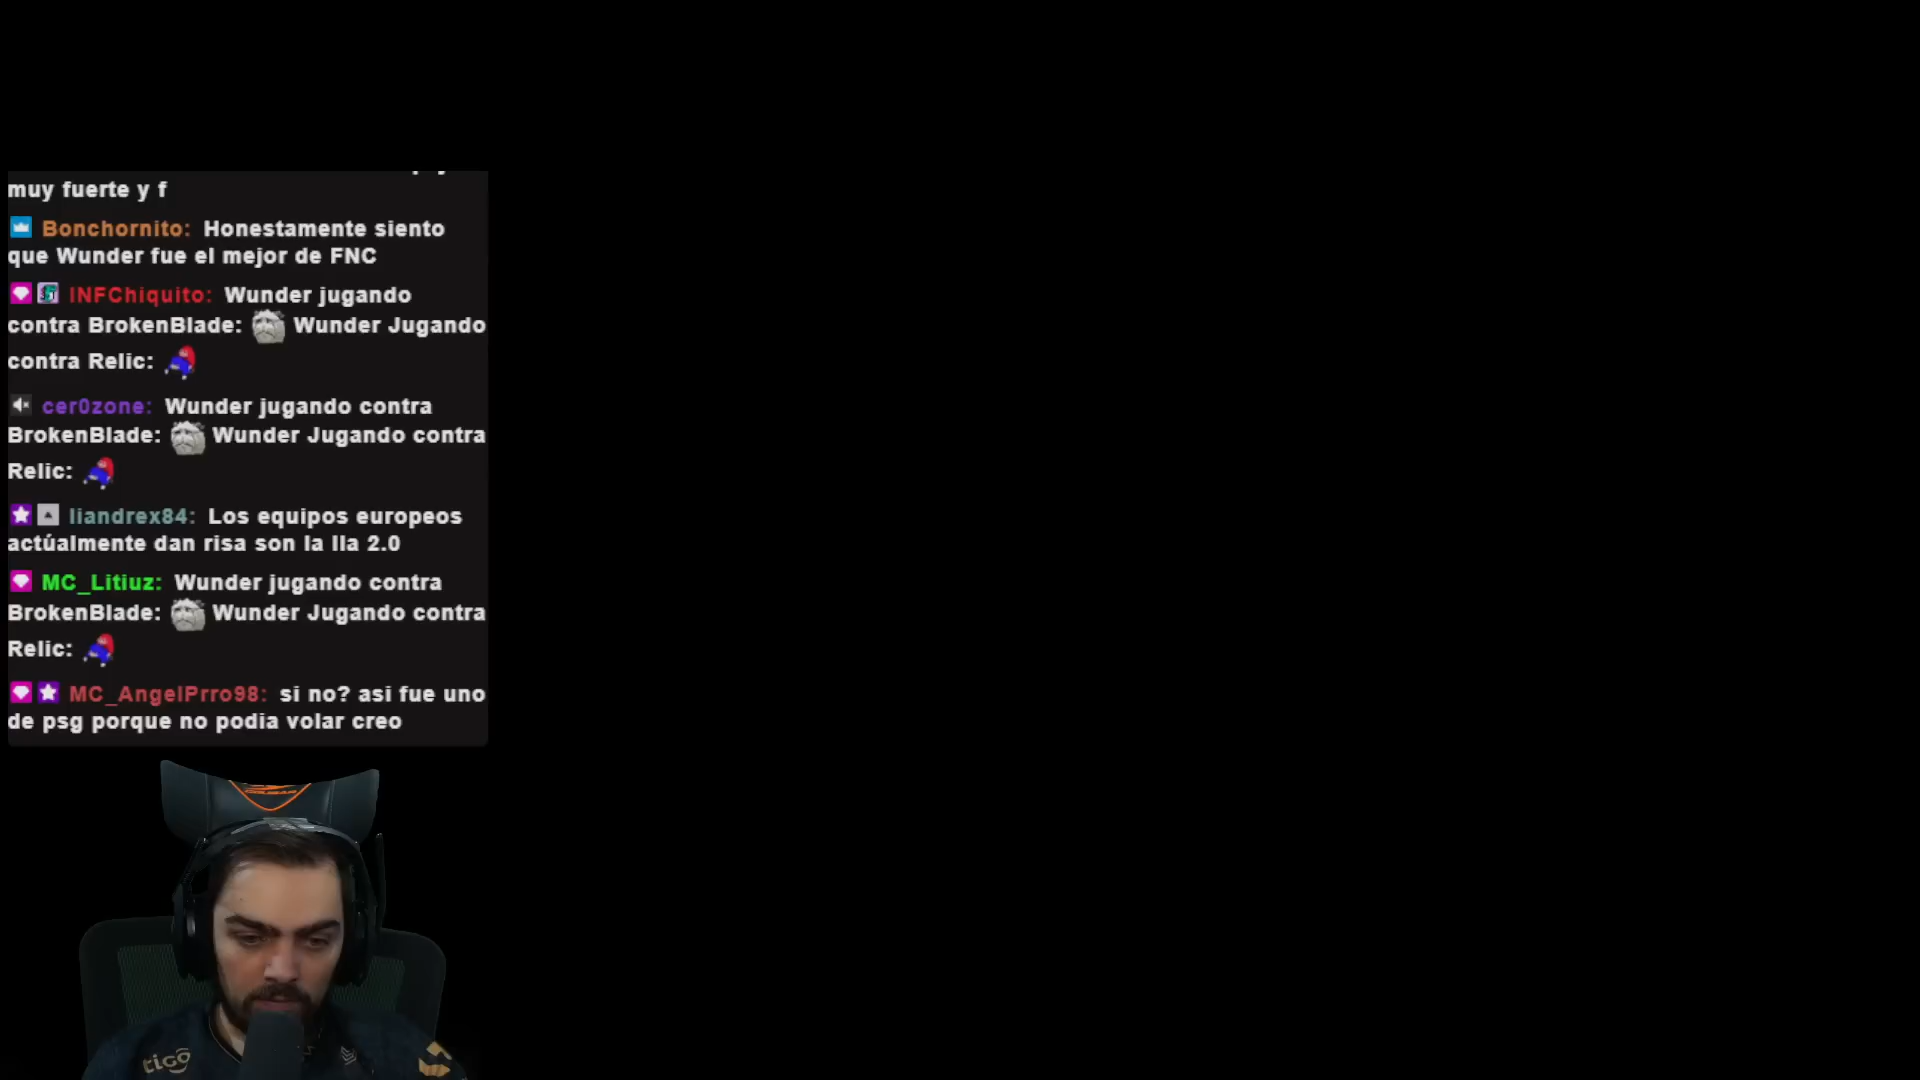 muy fuerte y f
Bonchornito: Honestamente siento
que Wunder fue el mejor de FNC
INFChiquito: Wunder jugando
contra BrokenBlade: Wunder Jugando
contra Relic:
cer0zone: Wunder jugando contra
BrokenBlade: Wunder Jugando contra
Relic:
liandrex84: Los equipos europeos
actúalmente dan risa son la lla 2.0
MC_Litiuz: Wunder jugando contra
BrokenBlade: Wunder Jugando contra
Relic:
MC_AngelPrro98: si no? asi fue uno
de psg porque no podia volar creo
tigo